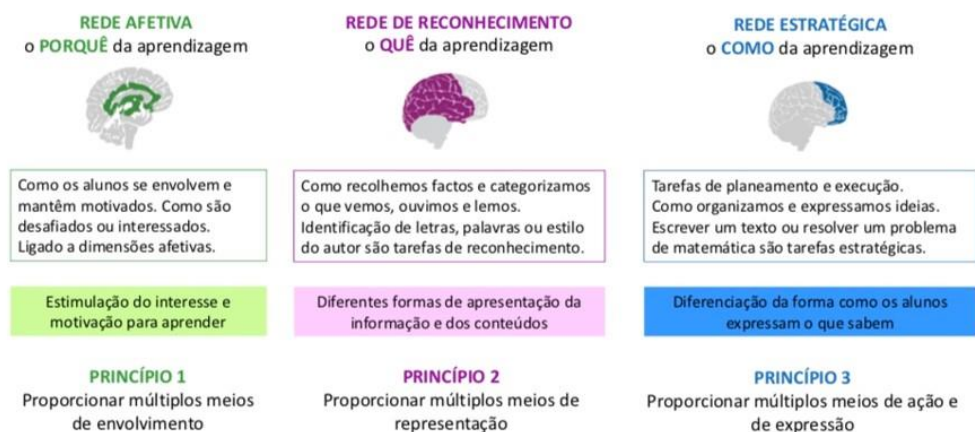 REDE AFETIVA
o PORQUÊ da aprendizagem
Como os alunos se envolvem e
mantêm motivados. Como são
desafiados ou interessados.
Ligado a dimensões afetivas.
Estimulação do interesse e
motivação para aprender
PRINCÍPIO 1
Proporcionar múltiplos meios
de envolvimento
REDE DE RECONHECIMENTO
o QUÊ da aprendizagem
Como recolhemos factos e categorizamos
o que vemos, ouvimos e lemos.
Identificação de letras, palavras ou estilo
do autor são tarefas de reconhecimento.
Diferentes formas de apresentação da
informação e dos conteúdos
PRINCÍPIO 2
Proporcionar múltiplos meios de
representação
REDE ESTRATÉGICA
o COMO da aprendizagem
Tarefas de planeamento e execução.
Como organizamos e expressamos ideias.
Escrever um texto ou resolver um problema
de matemática são tarefas estratégicas.
Diferenciação da forma como os alunos
expressam o que sabem
PRINCÍPIO 3
Proporcionar múltiplos meios de ação e
de expressão